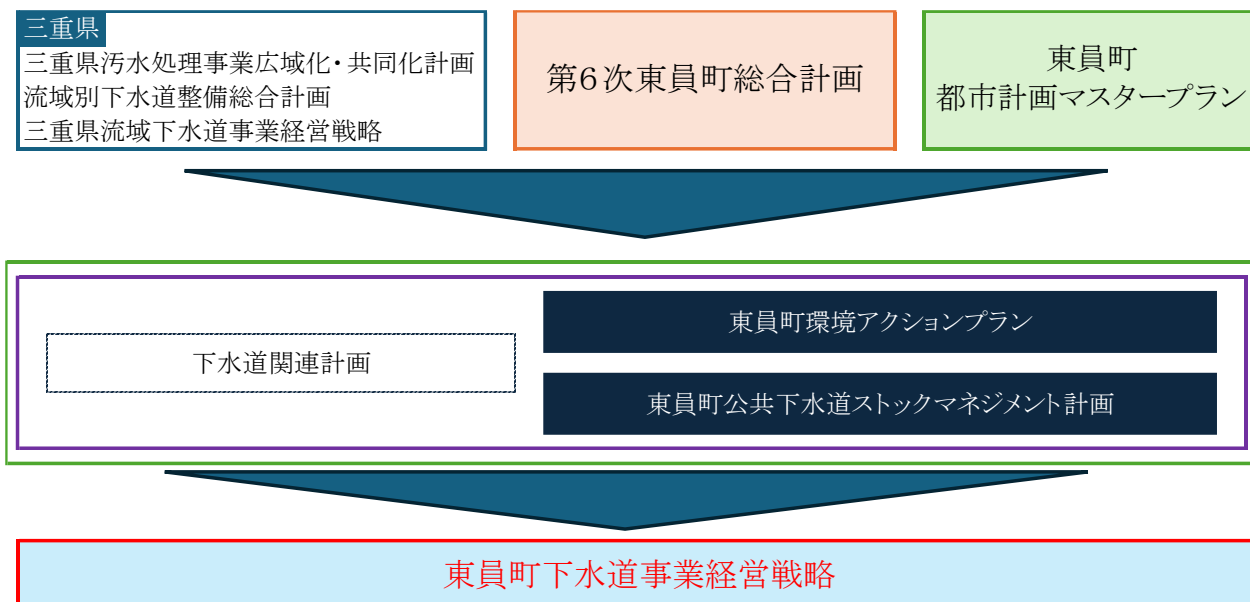 三重県
三重県汚水処理事業広域化・共同化計画
流域別下水道整備総合計画
三重県流域下水道事業経営戦略
第6次東員町総合計画
東員町
都市計画マスタープラン
下水道関連計画
東員町環境アクションプラン
東員町公共下水道ストックマネジメント計画
東員町下水道事業経営戦略